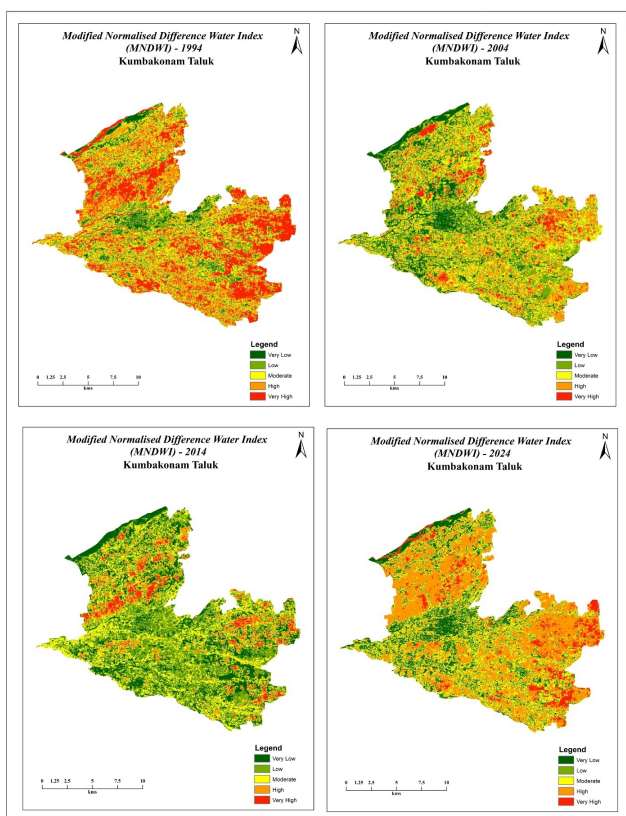 Modified Normalised Difference Water Index
(MNDWI) - 1994
Kumbakonam Taluk
N
Legend
Very Low
Low
Moderate
High
Very High
0 1.25 2.5 5 7.5 10
kms
Modified Normalised Difference Water Index
(MNDWI) - 2004
Kumbakonam Taluk
N
Legend
Very Low
Low
Moderate
High
Very High
0 1.25 2.5 5 7.5 10
kms
Modified Normalised Difference Water Index
(MNDWI) - 2014
Kumbakonam Taluk
N
Legend
Very Low
Low
Moderate
High
Very High
0 1.25 2.5 5 7.5 10
kms
Modified Normalised Difference Water Index
(MNDWI) - 2024
Kumbakonam Taluk
N
Legend
Very Low
Low
Moderate
High
Very High
0 1.25 2.5 5 7.5 10
kms